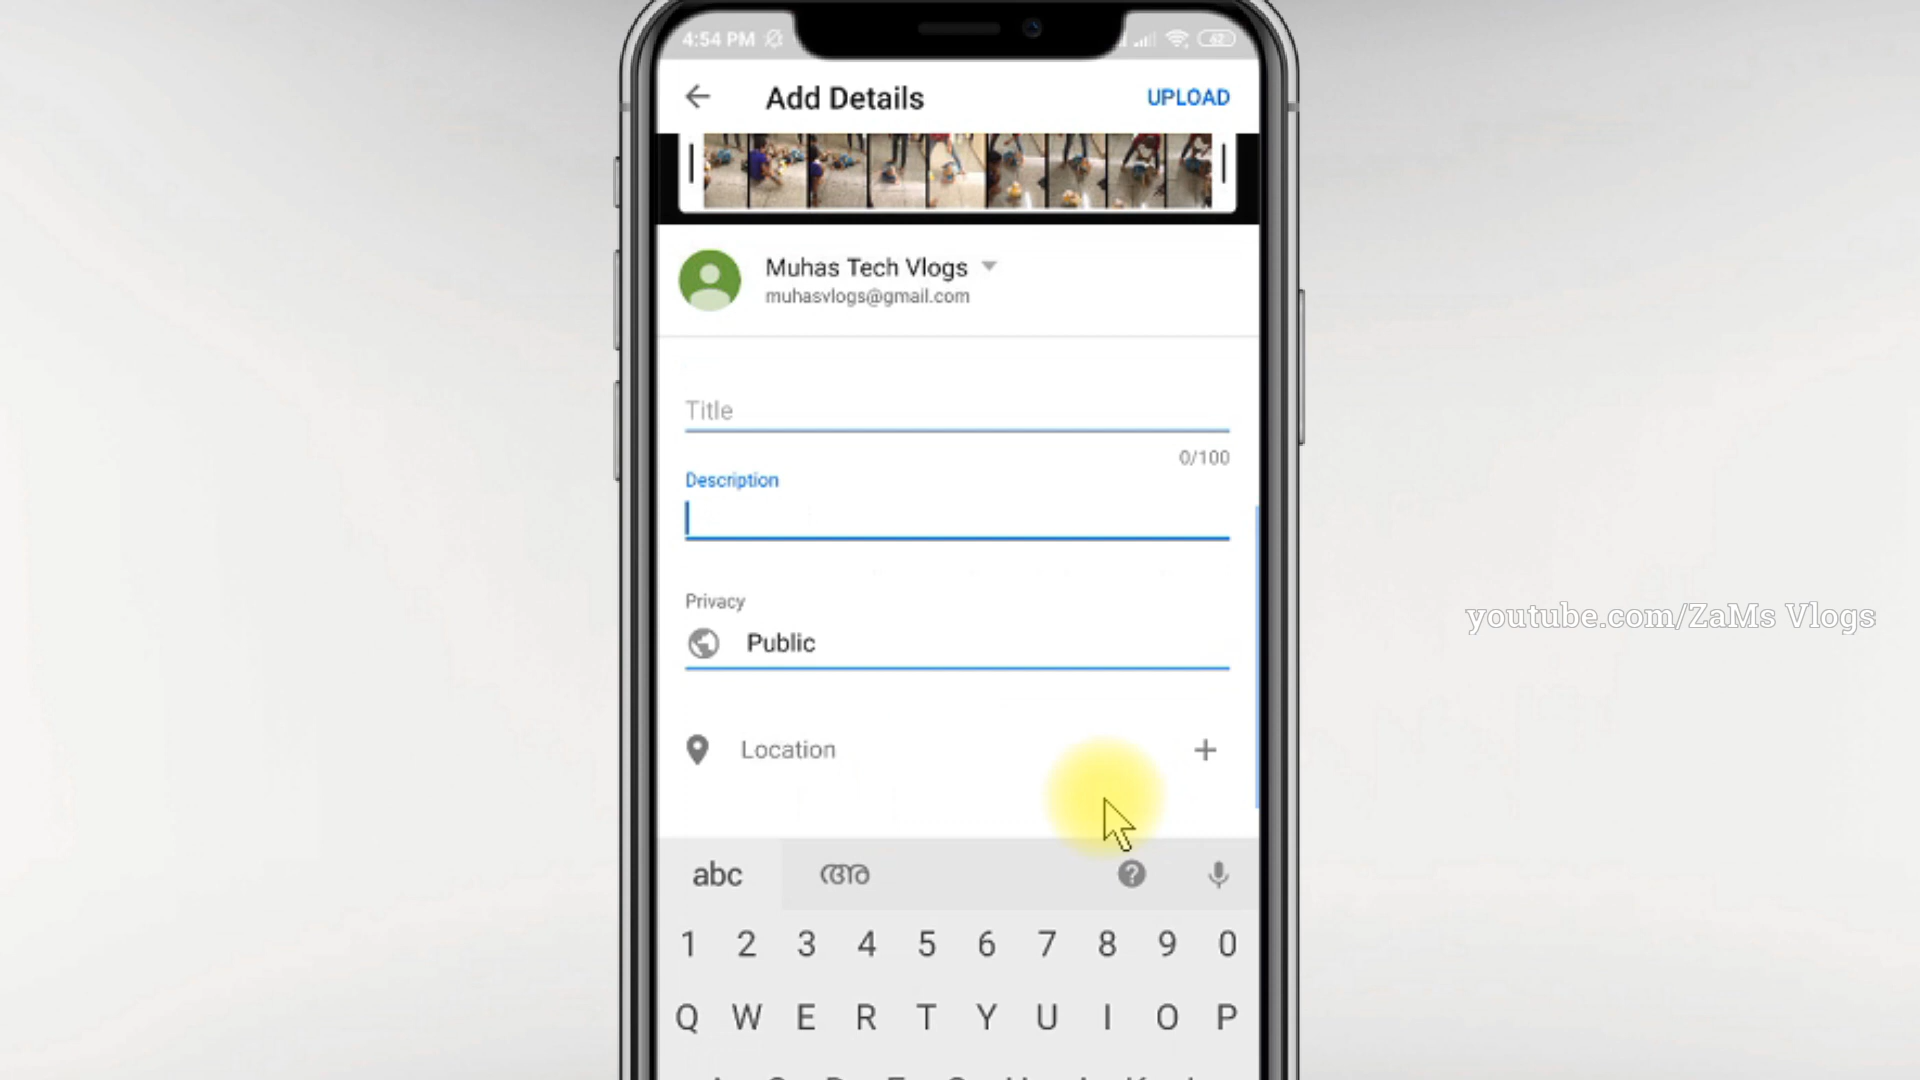 4:54 PM
62
Add Details
UPLOAD
Muhas Tech Vlogs
muhasvlogs@gmail.com
Title
0/100
Description
Privacy
Public
Location
youtube.com/ZaMs Vlogs
abc
അ
1 2 3 4 5 6 7 8 9 0
Q W E R T Y U I O P